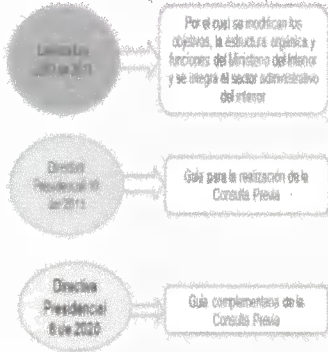 Por el cual se modifican los
objetivos, la estructura orgánica y
funciones del Ministerio del Interior
y se integra el sector administrativo
del interior
Directiva
Presidencial 10
de 2013
Guía para la realización de la
Consulta Previa
Directiva
Presidencial
8 de 2020
Guía complementaria de la
Consulta Previa